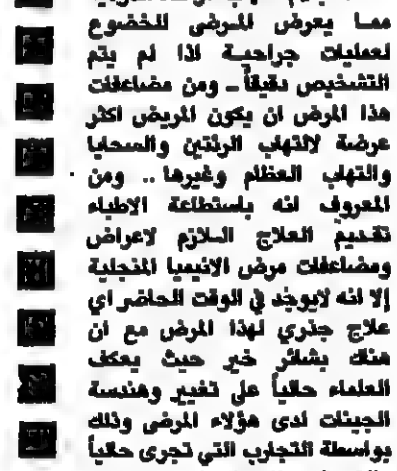 مما يعرض المرضى للخضوع
لعمليات جراحية اذا لم يتم
التشخيص دقيقاً ـ ومن مضاعفات
هذا المرض ان يكون المريض اكثر
عرضة لالتهاب الرئتين والسحايا
والتهاب العظام وغيرها .. ومن
المعروف انه باستطاعة الاطباء
تقديم العلاج اللازم لاعراض
ومضاعفات مرض الانيميا المنجلية
إلا انه لايوجد في الوقت الحاضر اي
علاج جذري لهذا المرض مع ان
هناك بشائر خير حيث يعكف
العلماء حالياً على تغيير وهندسة
الجينات لدى هؤلاء المرضى وذلك
بواسطة التجارب التي تجرى حالياً